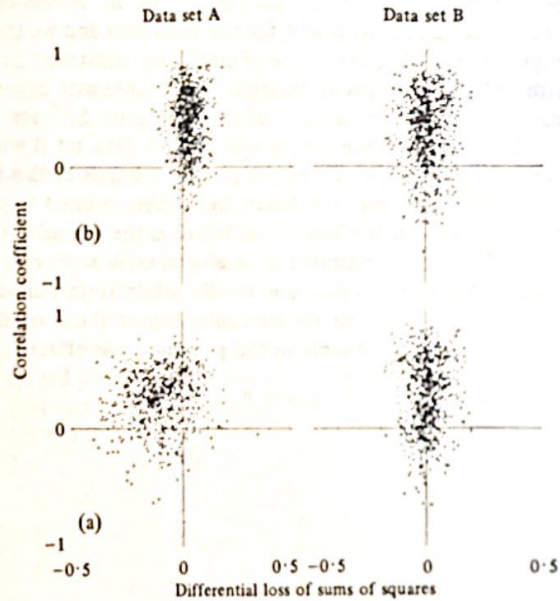 Data set A Data set B
1
0
(b)
Correlation coefficient
−1
1
0
(a)
−1
−0·5 0 0·5 −0·5 0 0·5
Differential loss of sums of squares